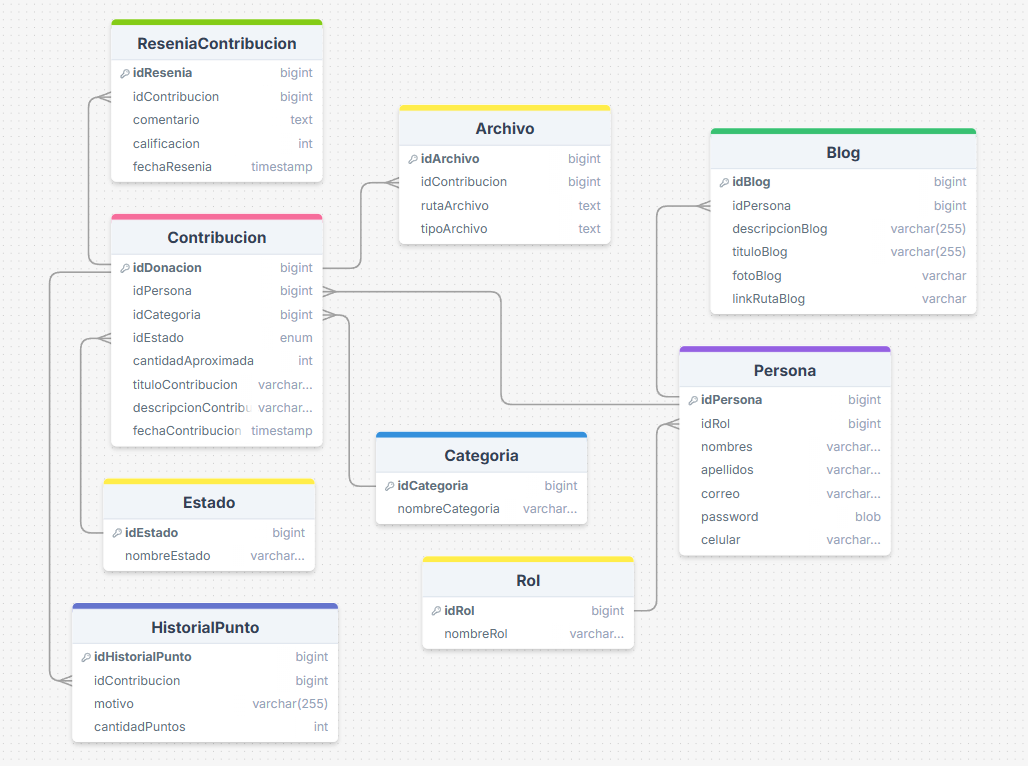 ReseniaContribucion
idResenia bigint
idContribucion bigint
comentario text
calificacion int
fechaResenia timestamp
Archivo
idArchivo bigint
idContribucion bigint
rutaArchivo text
tipoArchivo text
Blog
idBlog bigint
idPersona bigint
descripcionBlog varchar(255)
tituloBlog varchar(255)
fotoBlog varchar
linkRutaBlog varchar
Contribucion
idDonacion bigint
idPersona bigint
idCategoria bigint
idEstado enum
cantidadAproximada int
tituloContribucion varchar...
descripcionContribu varchar...
fechaContribucion timestamp
Persona
idPersona bigint
idRol bigint
nombres varchar...
apellidos varchar...
correo varchar...
password blob
celular varchar...
Categoria
idCategoria bigint
nombreCategoria varchar...
Estado
idEstado bigint
nombreEstado varchar...
Rol
idRol bigint
nombreRol varchar...
HistorialPunto
idHistorialPunto bigint
idContribucion bigint
motivo varchar(255)
cantidadPuntos int